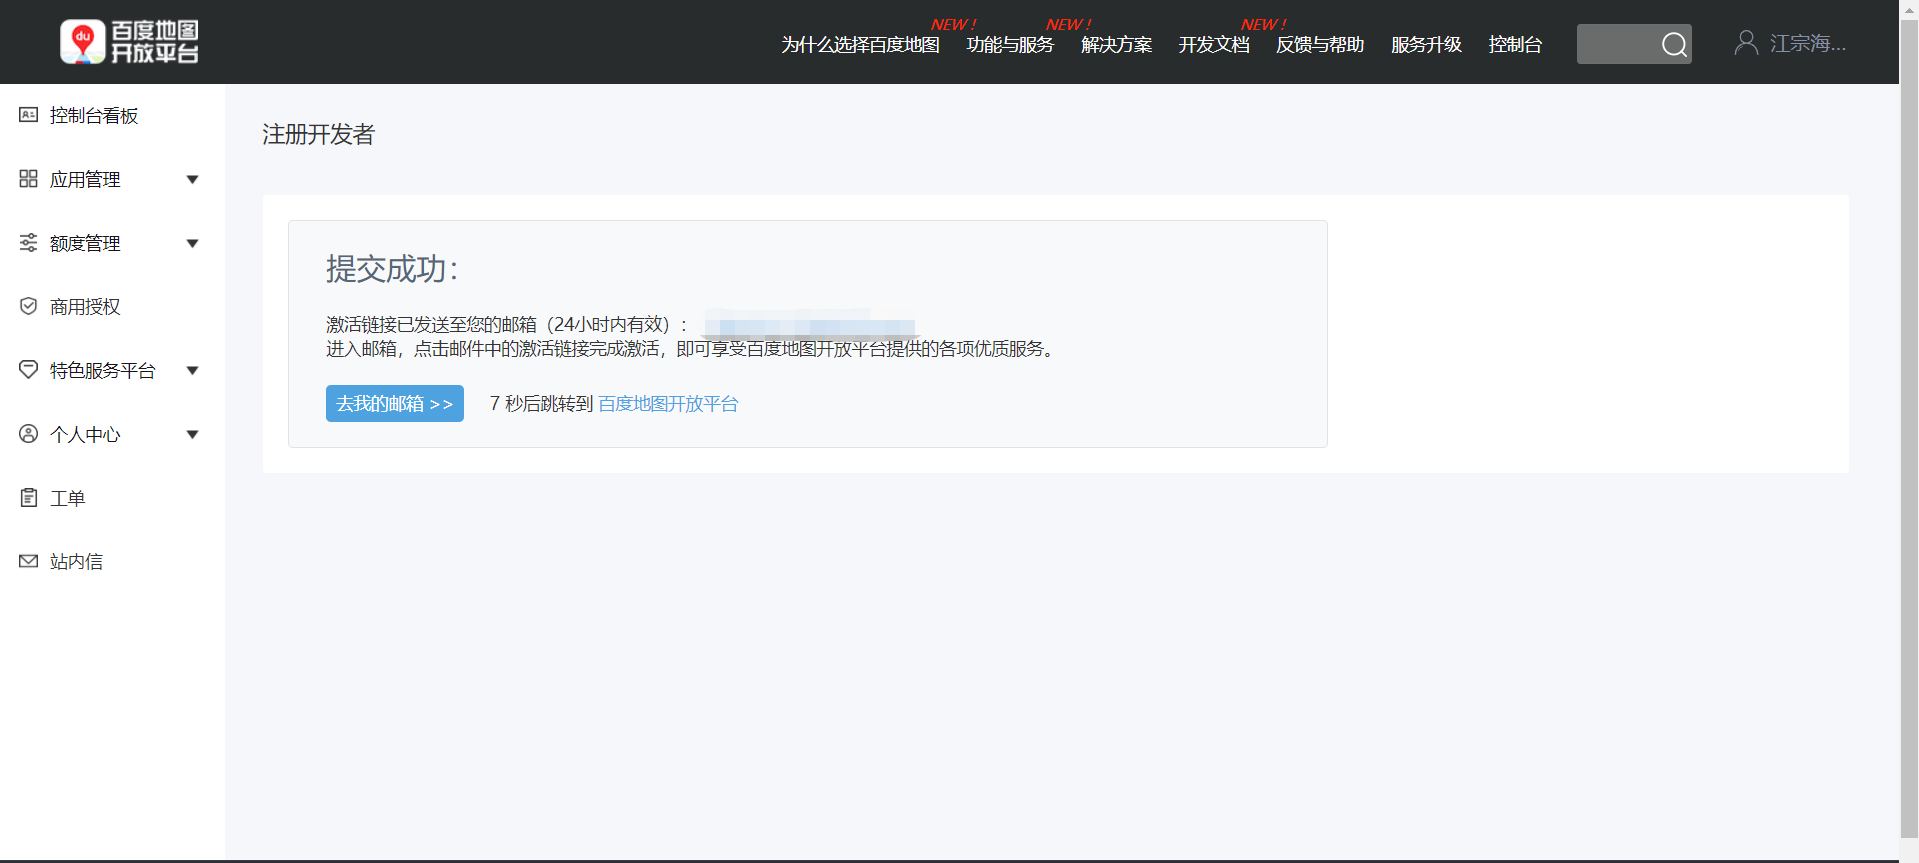 du
百度地图
开放平台
为什么选择百度地图
NEW !
功能与服务
NEW !
解决方案
开发文档
NEW !
反馈与帮助
服务升级
控制台
江宗海...
控制台看板
应用管理
额度管理
商用授权
特色服务平台
个人中心
工单
站内信
注册开发者
提交成功：
激活链接已发送至您的邮箱（24小时内有效）：
进入邮箱，点击邮件中的激活链接完成激活，即可享受百度地图开放平台提供的各项优质服务。
去我的邮箱 >>
7 秒后跳转到 百度地图开放平台